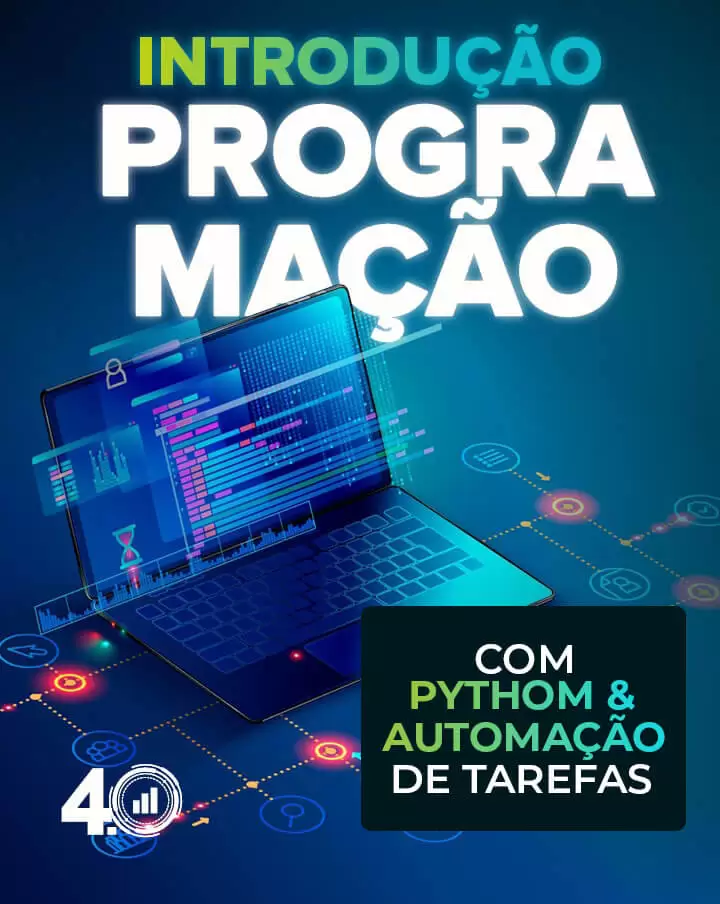 INTRODUÇÃO
PROGRA
MAÇÃO
COM
PYTHOM &
AUTOMAÇÃO
DE TAREFAS
4.0